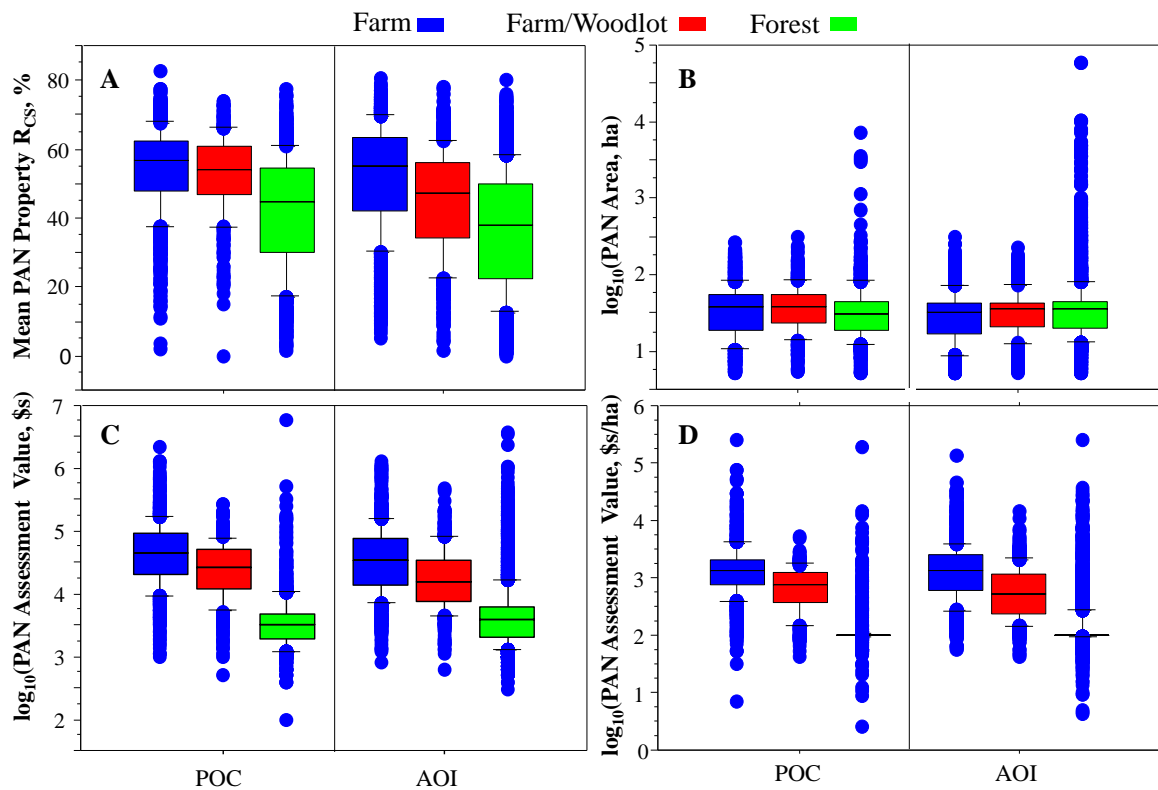 Farm Farm/Woodlot Forest
A
Mean PAN Property R_CS, %
80
60
40
20
0
B
log₁₀(PAN Area, ha)
5
4
3
2
1
C
log₁₀(PAN Assessment Value, $s)
7
6
5
4
3
2
POC AOI
D
log₁₀(PAN Assessment Value, $s/ha)
6
5
4
3
2
1
0
POC AOI